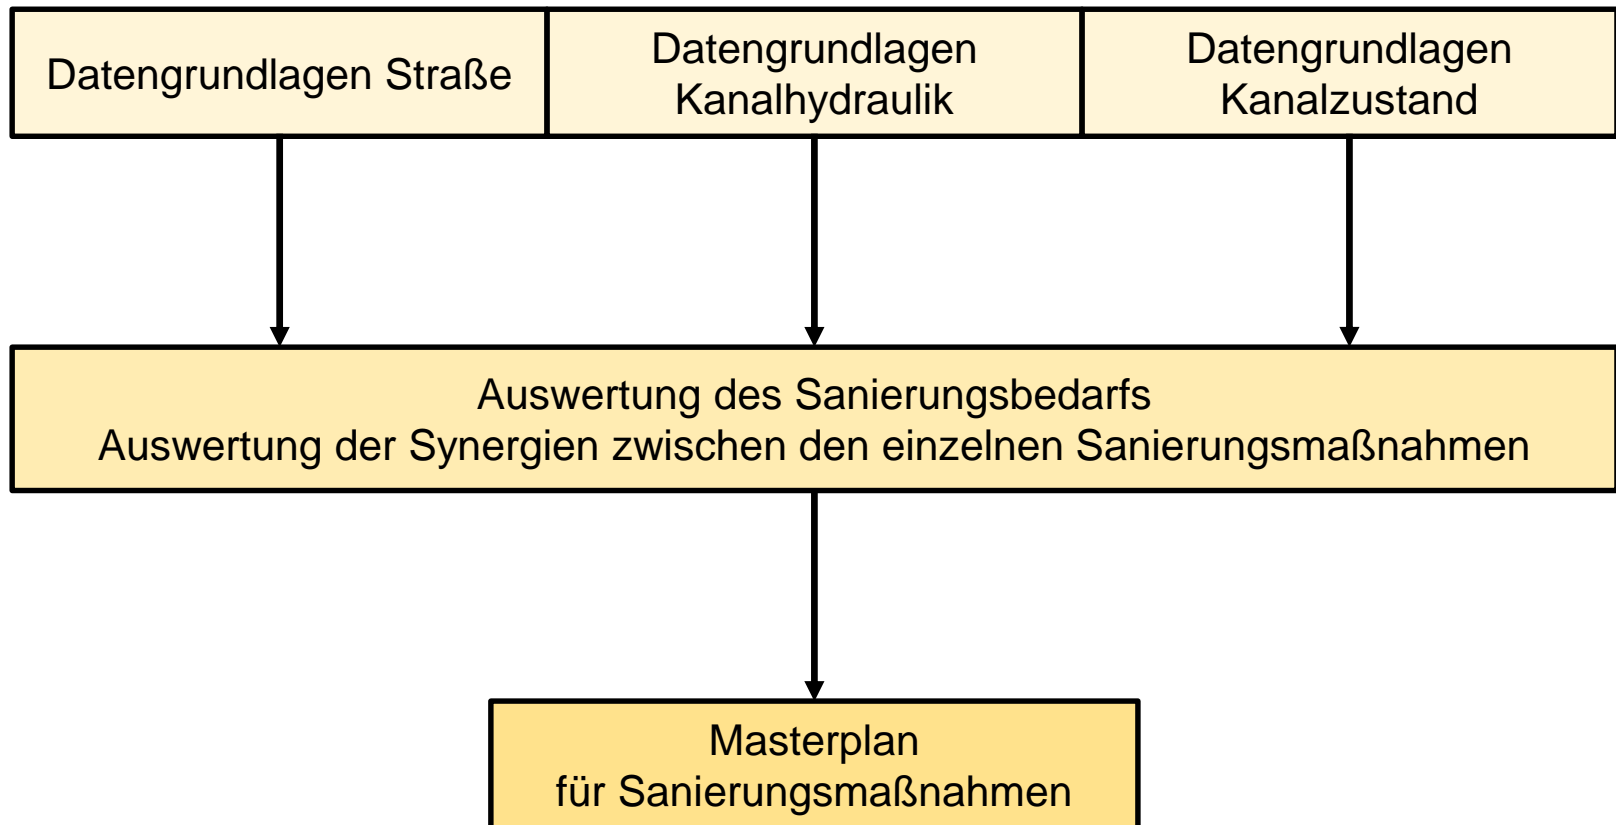 Datengrundlagen Straße
Datengrundlagen
Kanalhydraulik
Datengrundlagen
Kanalzustand
Auswertung des Sanierungsbedarfs
Auswertung der Synergien zwischen den einzelnen Sanierungsmaßnahmen
Masterplan
für Sanierungsmaßnahmen